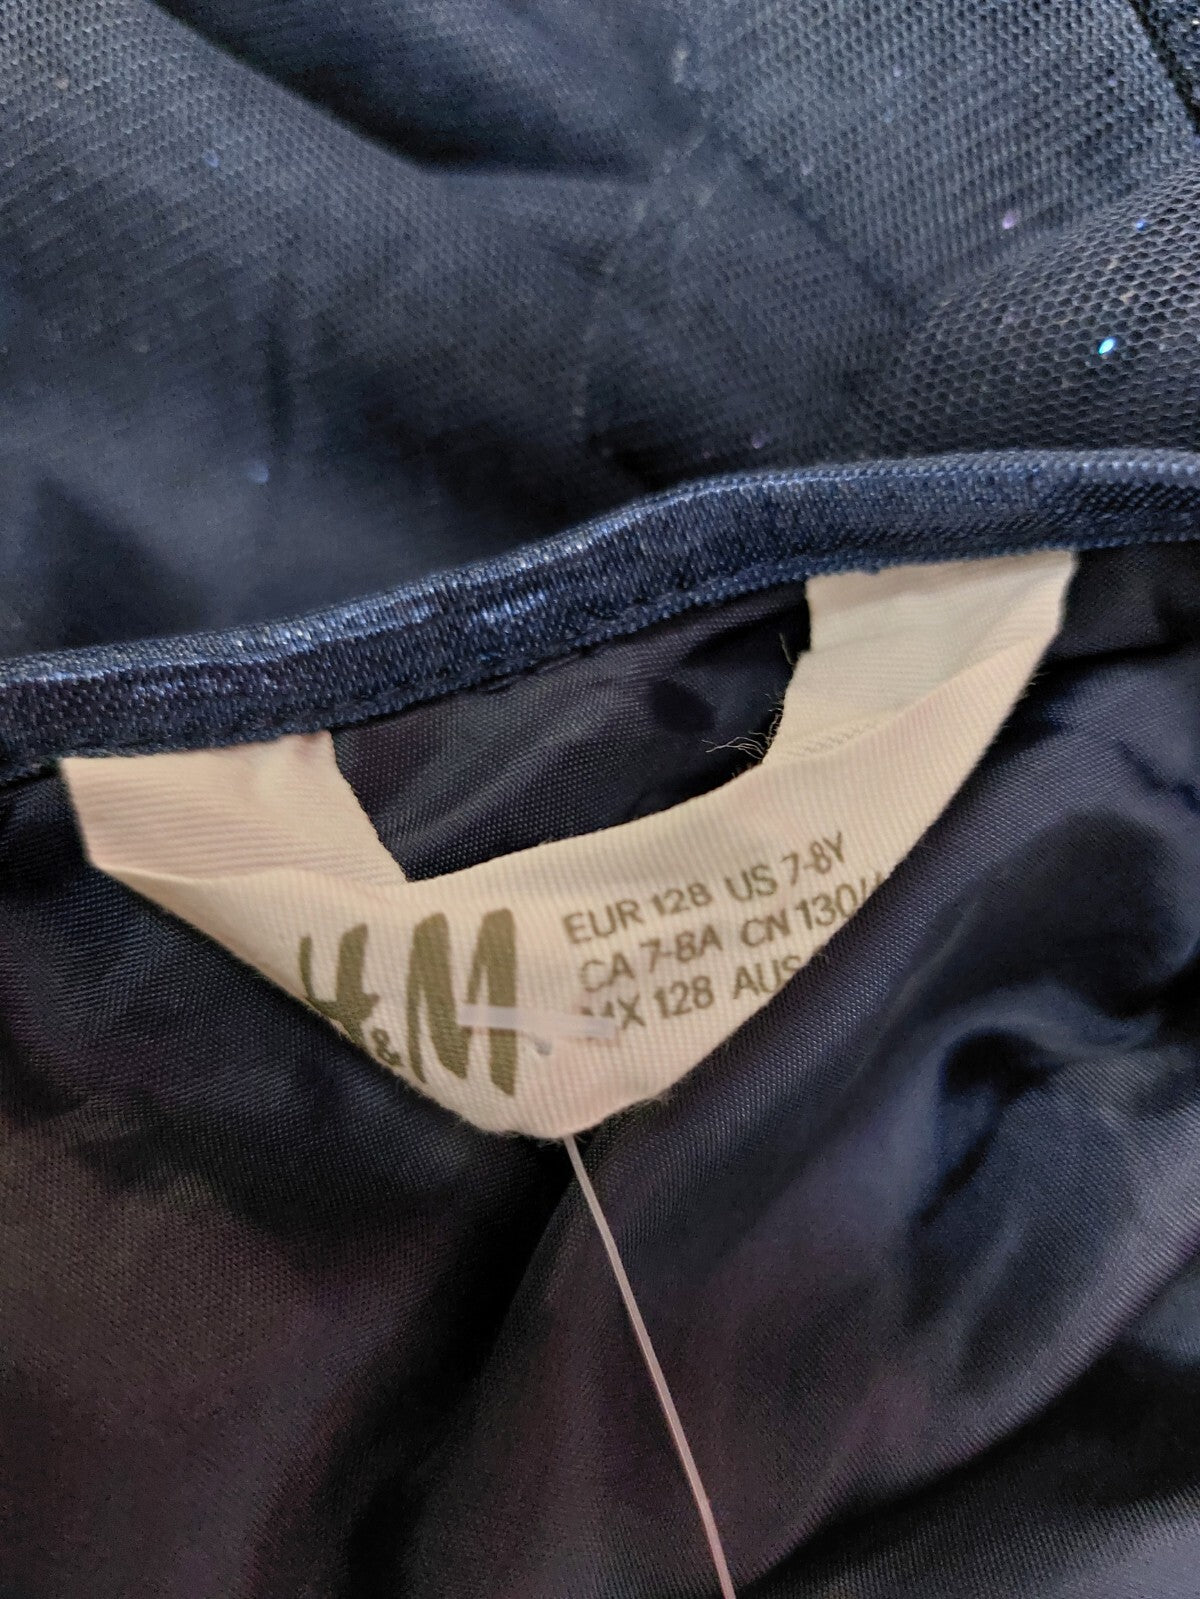 H&M
EUR 128 US 7-8Y
CA 7-8A CN 130/
MX 128 AUS